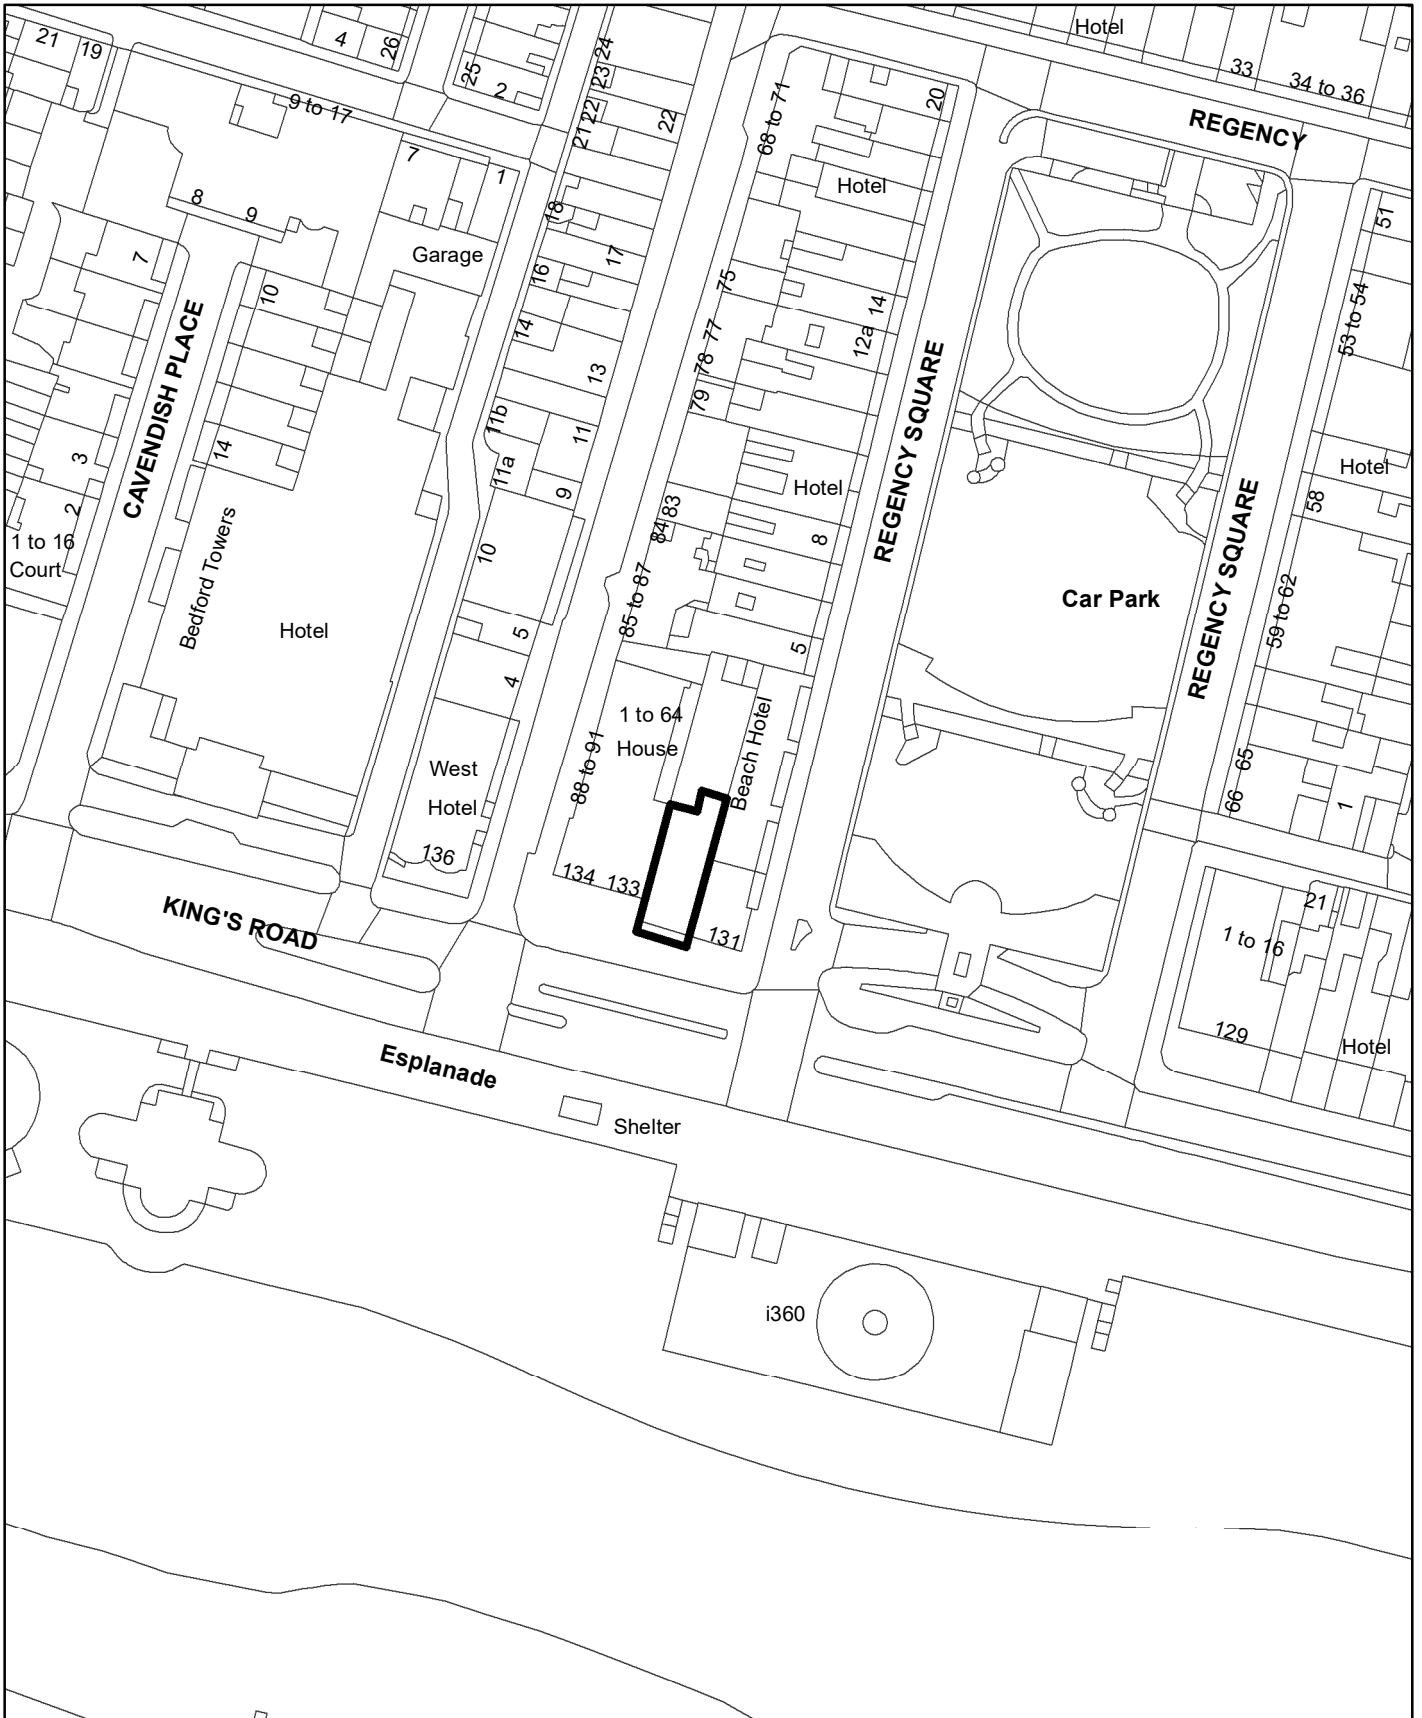 Hotel
21
19
4
26
25
2
24
23
22
21
22
33
34 to 36
9 to 17
68 to 71
20
REGENCY
7
1
Hotel
8
9
18
51
7
Garage
16
17
10
75
14
14
77
78
12a
53 to 54
CAVENDISH PLACE
13
79
REGENCY SQUARE
11b
11
14
3
11a
Hotel
Hotel
9
83
58
2
84
8
1 to 16
Court
10
REGENCY SQUARE
Bedford Towers
85 to 87
Car Park
59 to 62
Hotel
5
5
4
1 to 64
House
Beach Hotel
88 to 91
West
Hotel
65
66
1
136
134
133
131
KING'S ROAD
21
1 to 16
129
Hotel
Esplanade
Shelter
i360